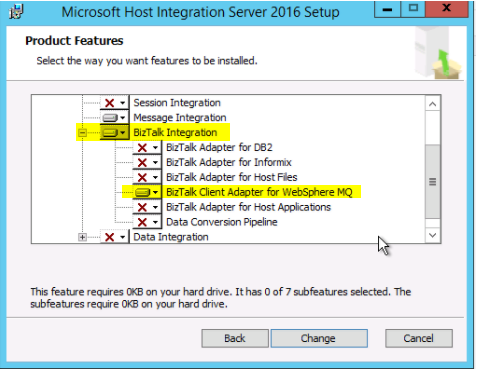 Microsoft Host Integration Server 2016 Setup
Product Features
Select the way you want features to be installed.
Session Integration
Message Integration
BizTalk Integration
BizTalk Adapter for DB2
BizTalk Adapter for Informix
BizTalk Adapter for Host Files
BizTalk Client Adapter for WebSphere MQ
BizTalk Adapter for Host Applications
Data Conversion Pipeline
Data Integration
This feature requires 0KB on your hard drive. It has 0 of 7 subfeatures selected. The
subfeatures require 0KB on your hard drive.
Back Change Cancel